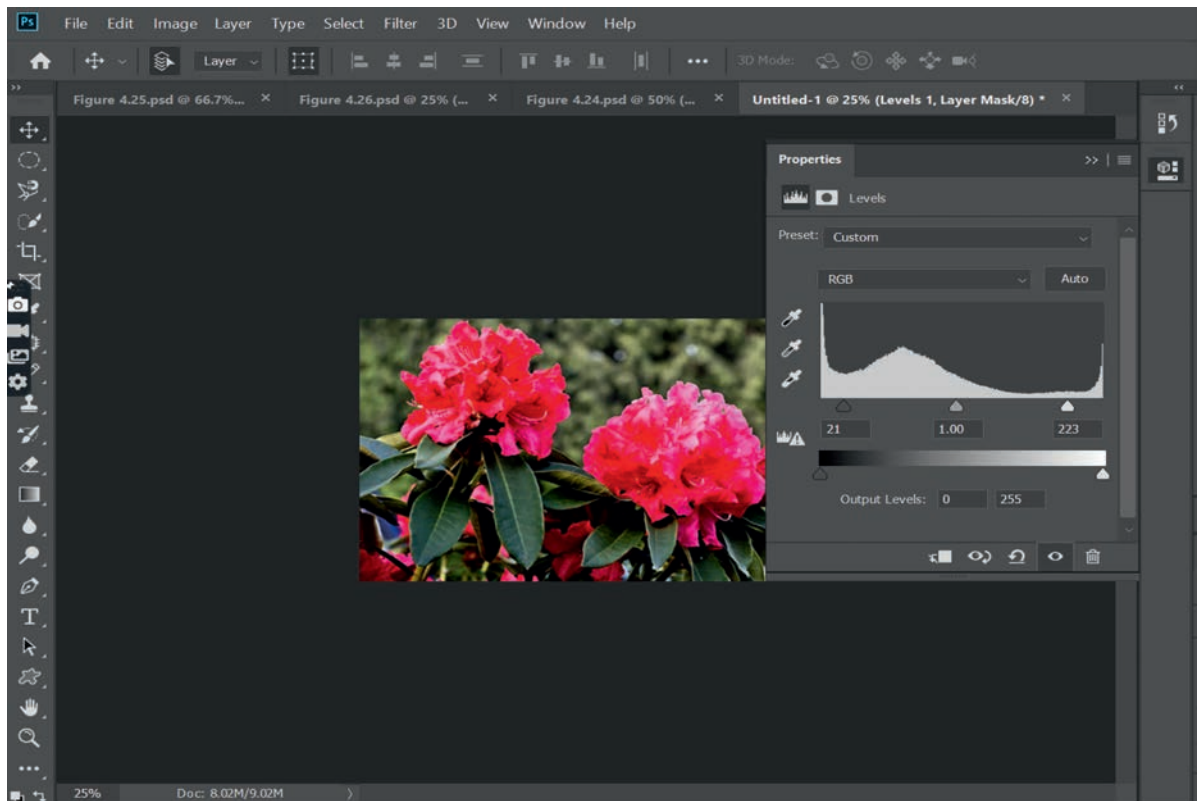 Ps File Edit Image Layer Type Select Filter 3D View Window Help
Layer 3D Mode:
Figure 4.25.psd @ 66.7%... × Figure 4.26.psd @ 25% (... × Figure 4.24.psd @ 50% (... × Untitled-1 @ 25% (Levels 1, Layer Mask/8) * ×
Properties
Levels
Preset: Custom
RGB Auto
21 1.00 223
Output Levels: 0 255
25% Doc: 8.02M/9.02M